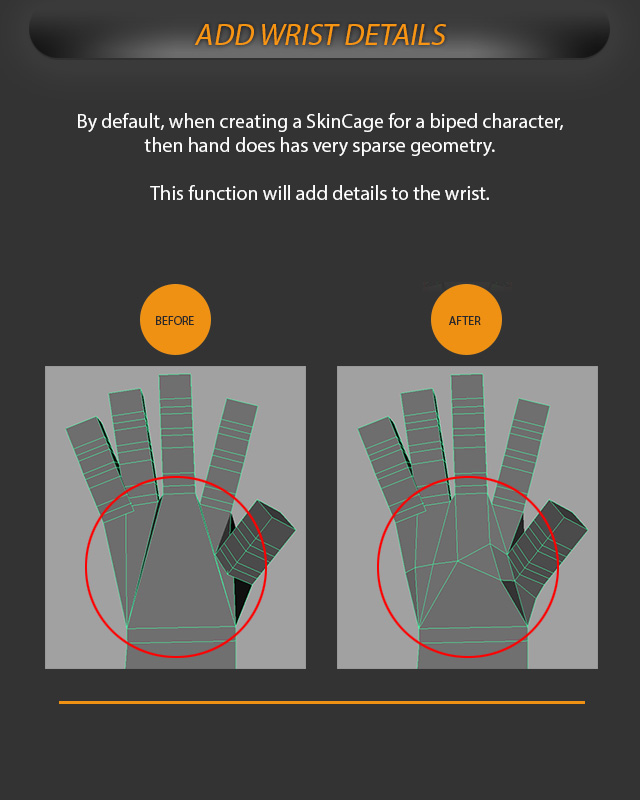 ADD WRIST DETAILS
By default, when creating a SkinCage for a biped character,
then hand does has very sparse geometry.
This function will add details to the wrist.
BEFORE
AFTER